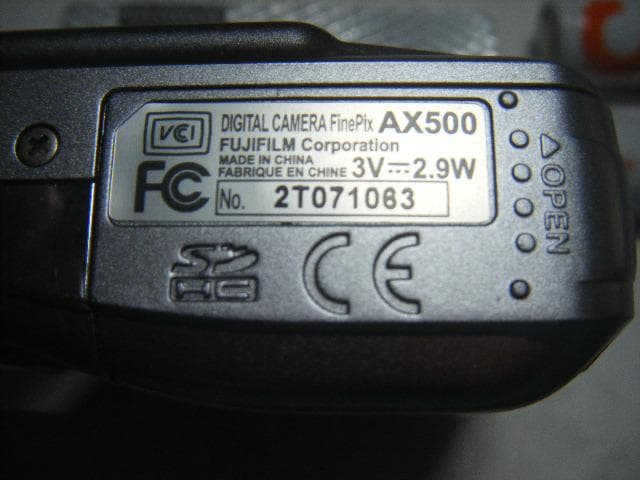 VCI
DIGITAL CAMERA FinePix AX500
FUJIFILM Corporation
MADE IN CHINA
FABRIQUE EN CHINE 3V⎓2.9W
FC
No. 2T071063
SD HC
CE
△OPEN